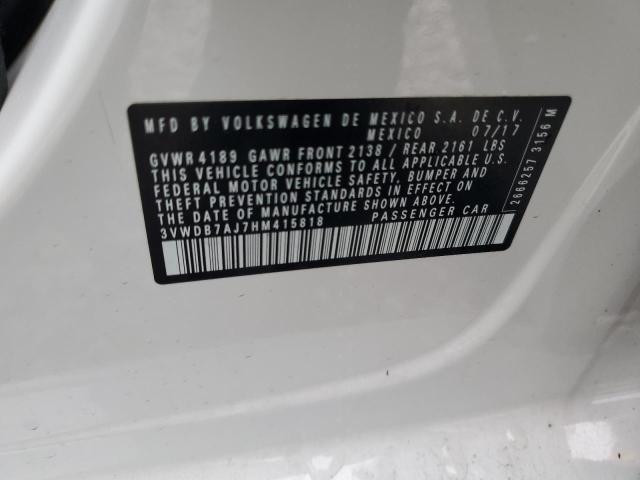 MFD BY VOLKSWAGEN DE MEXICO S.A. DE C.V.
MEXICO 07/17
GVWR 4189 GAWR FRONT 2138 / REAR 2161 LBS
THIS VEHICLE CONFORMS TO ALL APPLICABLE U.S.
FEDERAL MOTOR VEHICLE SAFETY, BUMPER AND
THEFT PREVENTION STANDARDS IN EFFECT ON
THE DATE OF MANUFACTURE SHOWN ABOVE.
3VWDB7AJ7HM415818 PASSENGER CAR
2666257 3156 M